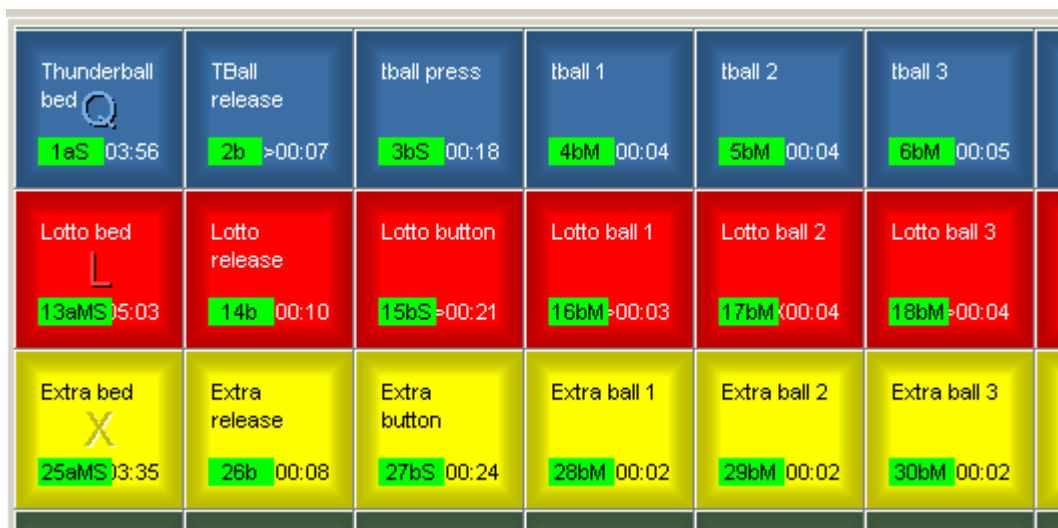 Thunderball
bed Q
1aS 03:56
TBall
release
2b >00:07
tball press
3bS 00:18
tball 1
4bM 00:04
tball 2
5bM 00:04
tball 3
6bM 00:05
Lotto bed
L
13aMS 05:03
Lotto
release
14b 00:10
Lotto button
15bS >00:21
Lotto ball 1
16bM >00:03
Lotto ball 2
17bM 00:04
Lotto ball 3
18bM >00:04
Extra bed
X
25aMS 03:35
Extra
release
26b 00:08
Extra
button
27bS 00:24
Extra ball 1
28bM 00:02
Extra ball 2
29bM 00:02
Extra ball 3
30bM 00:02